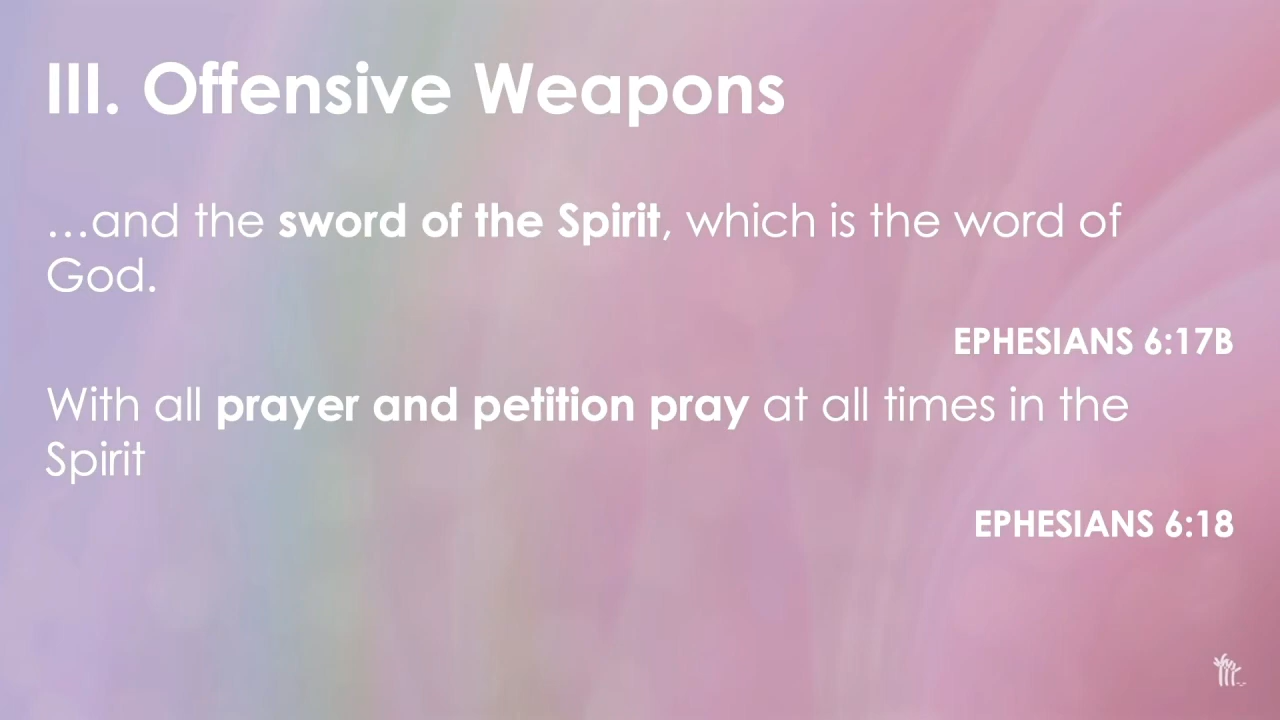 III. Offensive Weapons
…and the sword of the Spirit, which is the word of
God.
EPHESIANS 6:17B
With all prayer and petition pray at all times in the
Spirit
EPHESIANS 6:18